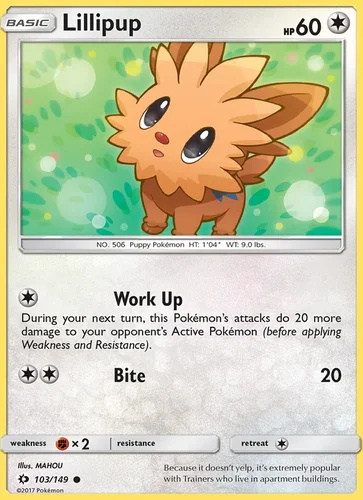 BASIC Lillipup HP 60
NO. 506 Puppy Pokémon HT: 1'04" WT: 9.0 lbs.
Work Up
During your next turn, this Pokémon's attacks do 20 more
damage to your opponent's Active Pokémon (before applying
Weakness and Resistance).
Bite 20
weakness × 2 resistance retreat
Illus. MAHOU
103/149
©2017 Pokémon
Because it doesn't yelp, it's extremely popular
with Trainers who live in apartment buildings.